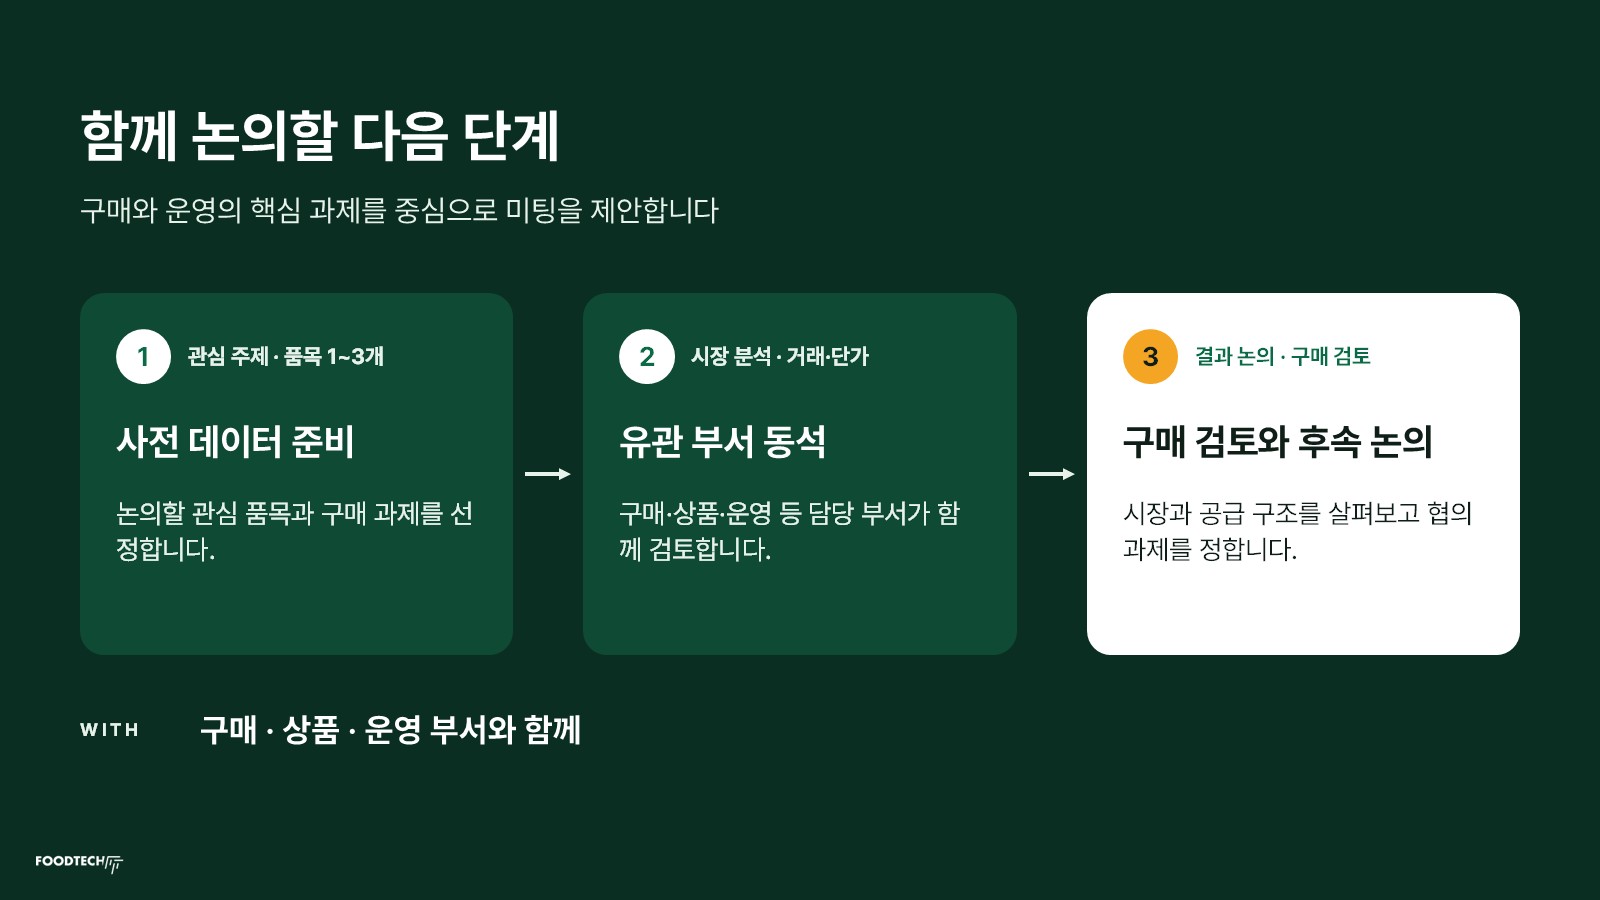 함께 논의할 다음 단계
구매와 운영의 핵심 과제를 중심으로 미팅을 제안합니다
1 관심 주제 · 품목 1~3개
사전 데이터 준비
논의할 관심 품목과 구매 과제를 선
정합니다.
2 시장 분석 · 거래·단가
유관 부서 동석
구매·상품·운영 등 담당 부서가 함
께 검토합니다.
3 결과 논의 · 구매 검토
구매 검토와 후속 논의
시장과 공급 구조를 살펴보고 협의
과제를 정합니다.
WITH 구매 · 상품 · 운영 부서와 함께
FOODTECH